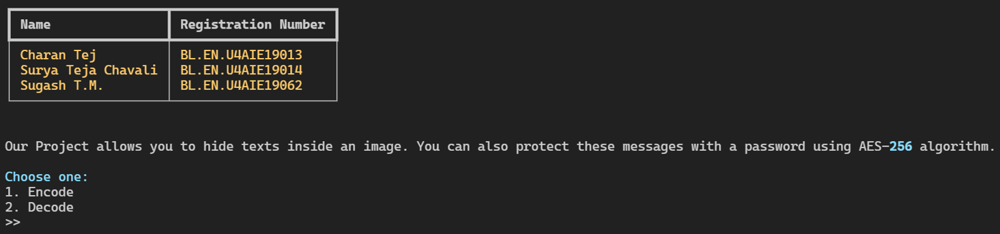 Name Registration Number
Charan Tej BL.EN.U4AIE19013
Surya Teja Chavali BL.EN.U4AIE19014
Sugash T.M. BL.EN.U4AIE19062
Our Project allows you to hide texts inside an image. You can also protect these messages with a password using AES-256 algorithm.
Choose one:
1. Encode
2. Decode
>>